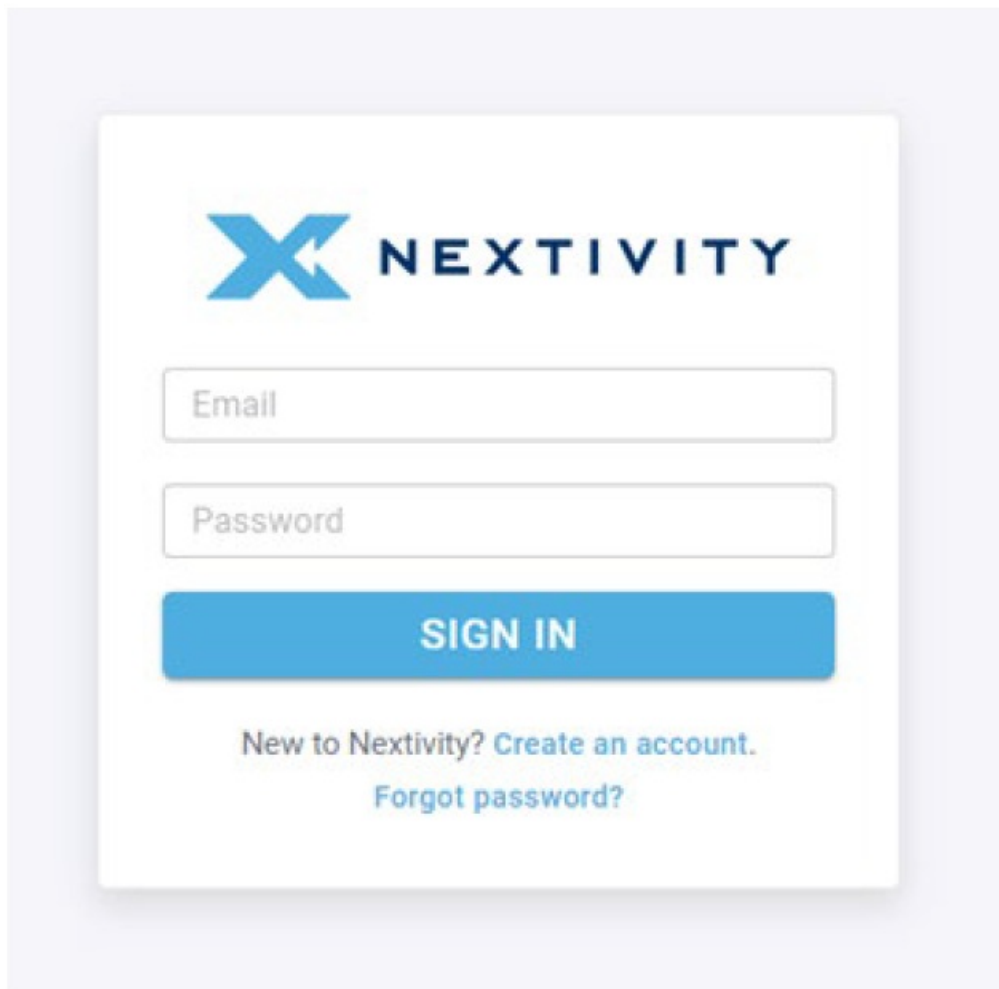 NEXTIVITY
Email
Password
SIGN IN
New to Nextivity? Create an account.
Forgot password?